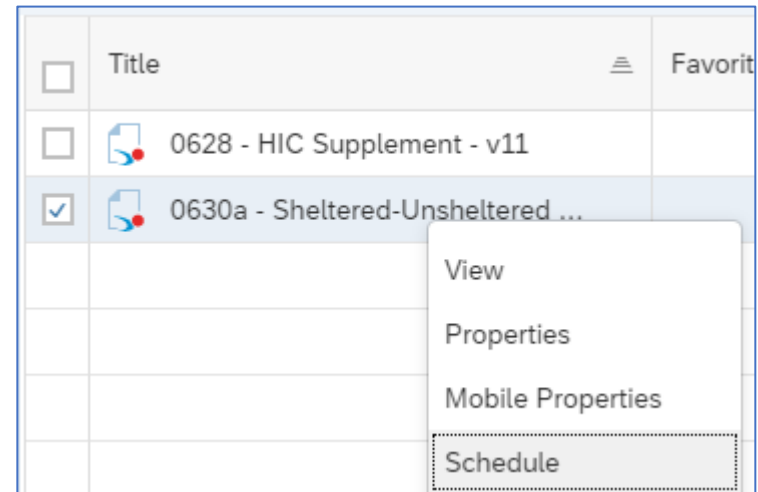 Title
Favorit
0628 - HIC Supplement - v11
0630a - Sheltered-Unsheltered ...
View
Properties
Mobile Properties
Schedule